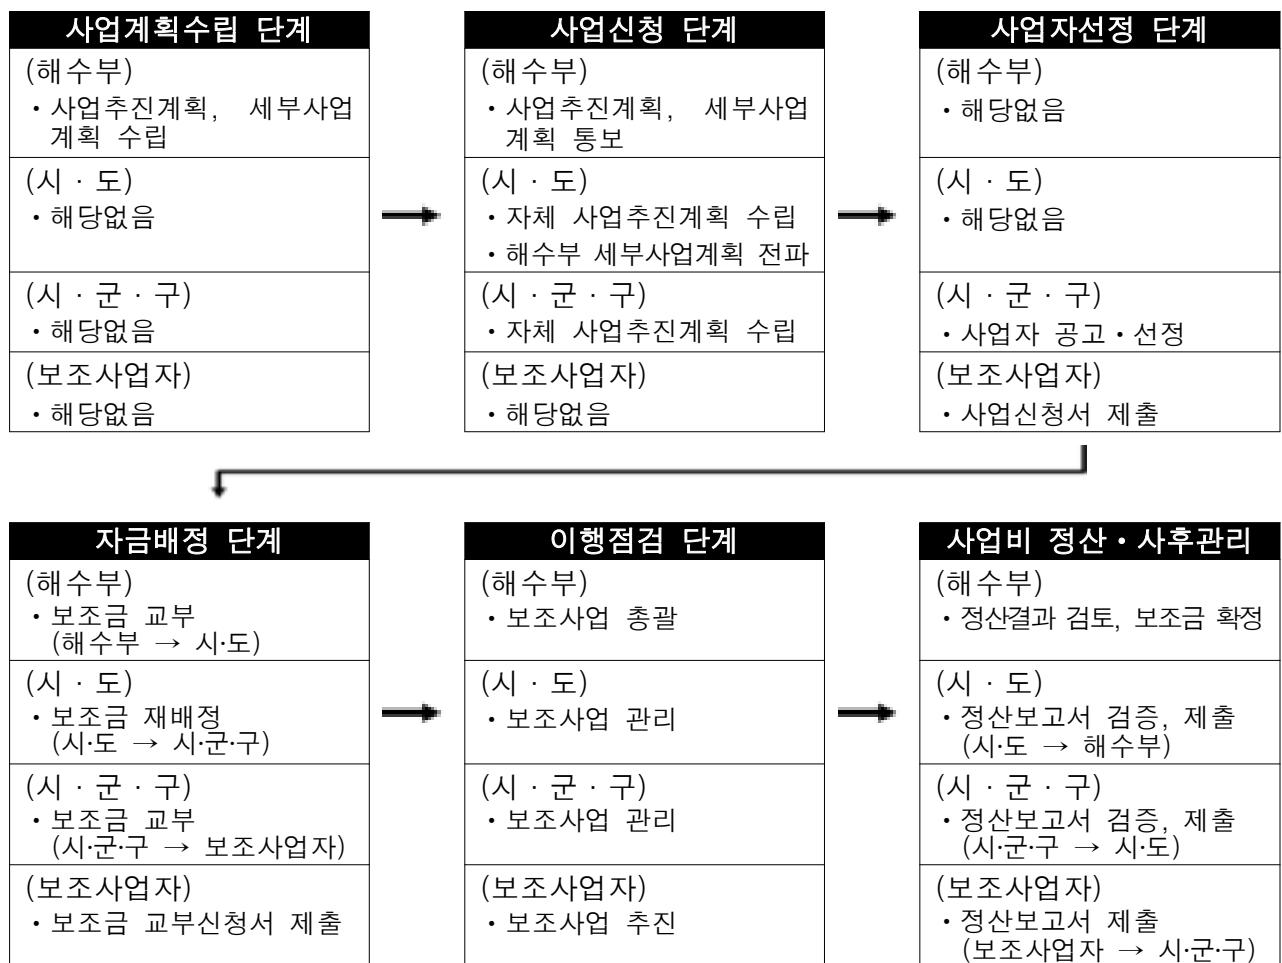 사업계획수립 단계
(해수부)
・사업추진계획, 세부사업
계획 수립
(시 · 도)
・해당없음
(시 · 군 · 구)
・해당없음
(보조사업자)
・해당없음
사업신청 단계
(해수부)
・사업추진계획, 세부사업
계획 통보
(시 · 도)
・자체 사업추진계획 수립
・해수부 세부사업계획 전파
(시 · 군 · 구)
・자체 사업추진계획 수립
(보조사업자)
・해당없음
사업자선정 단계
(해수부)
・해당없음
(시 · 도)
・해당없음
(시 · 군 · 구)
・사업자 공고・선정
(보조사업자)
・사업신청서 제출
자금배정 단계
(해수부)
・보조금 교부
(해수부 → 시·도)
(시 · 도)
・보조금 재배정
(시·도 → 시·군·구)
(시 · 군 · 구)
・보조금 교부
(시·군·구 → 보조사업자)
(보조사업자)
・보조금 교부신청서 제출
이행점검 단계
(해수부)
・보조사업 총괄
(시 · 도)
・보조사업 관리
(시 · 군 · 구)
・보조사업 관리
(보조사업자)
・보조사업 추진
사업비 정산・사후관리
(해수부)
・정산결과 검토, 보조금 확정
(시 · 도)
・정산보고서 검증, 제출
(시·도 → 해수부)
(시 · 군 · 구)
・정산보고서 검증, 제출
(시·군·구 → 시·도)
(보조사업자)
・정산보고서 제출
(보조사업자 → 시·군·구)